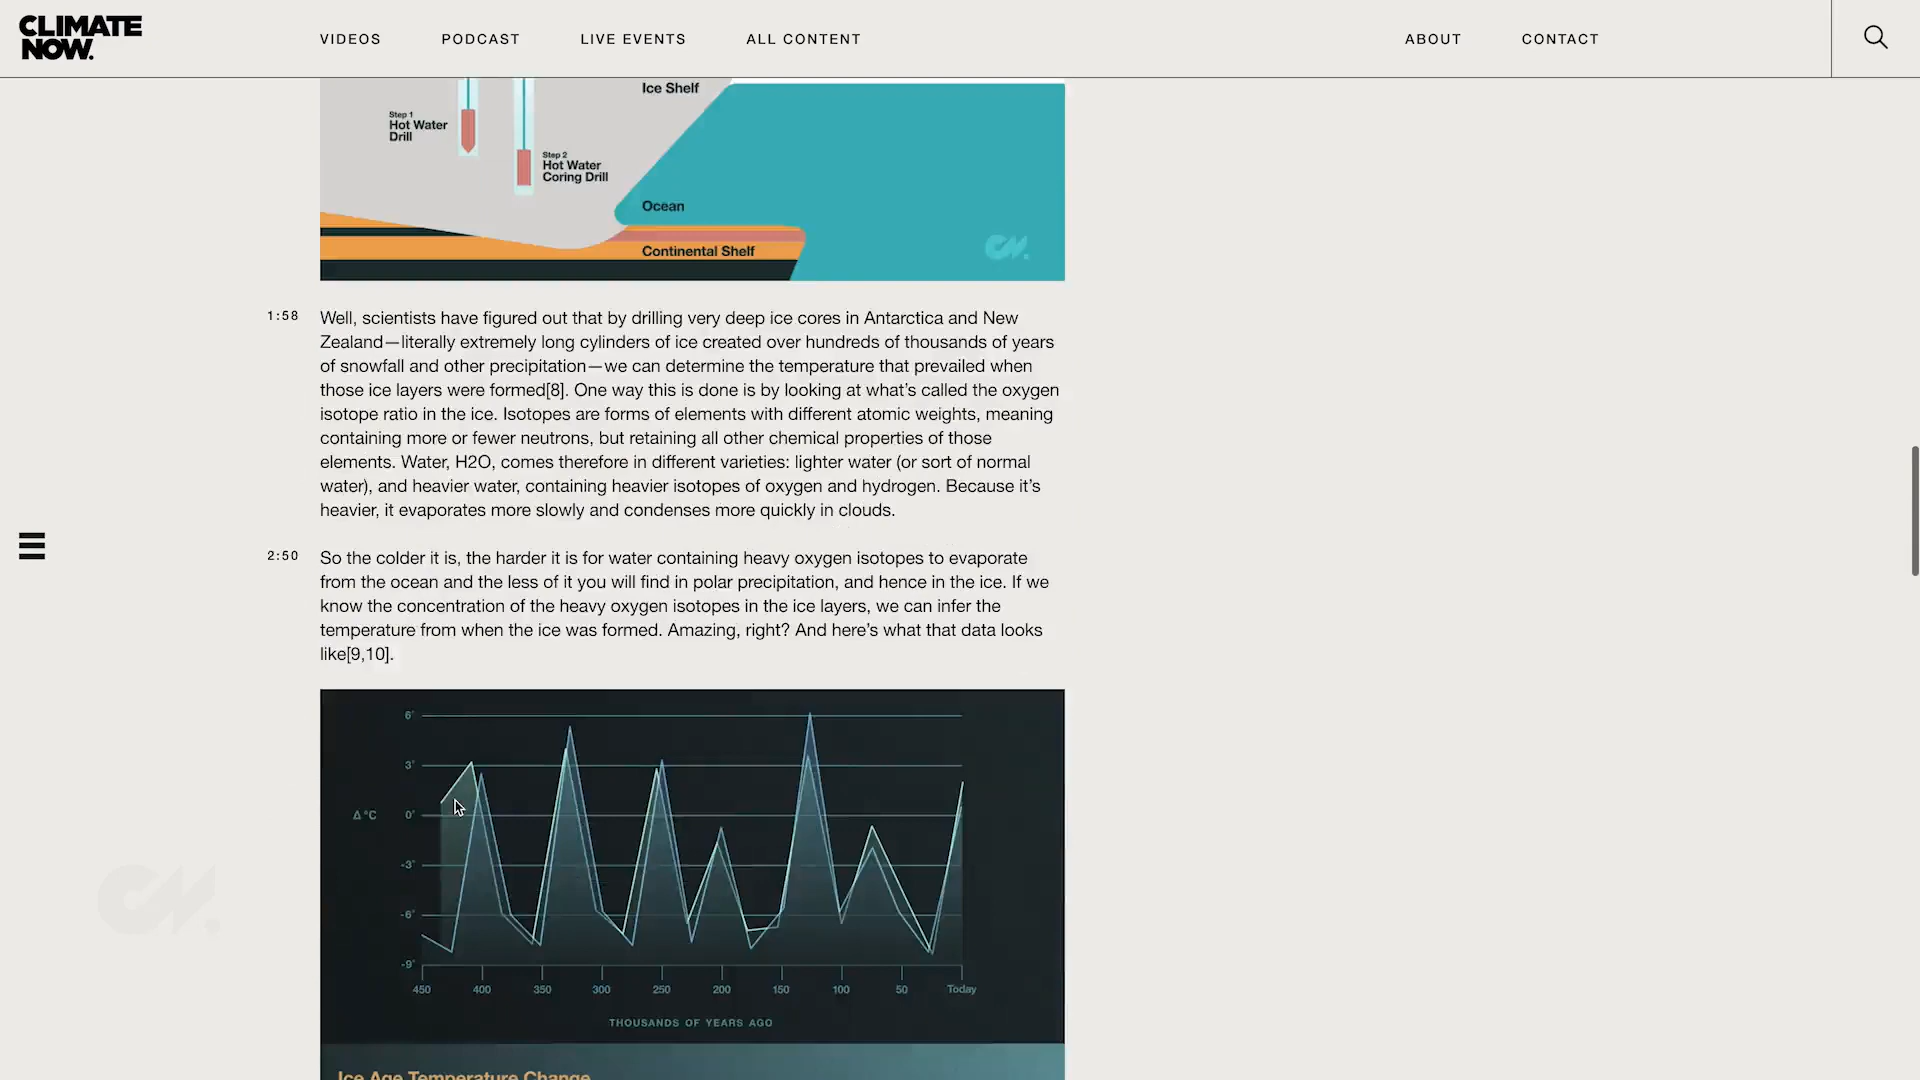 CLIMATE
NOW.
VIDEOS
PODCAST
LIVE EVENTS
ALL CONTENT
ABOUT
CONTACT
Ice Shelf
Step 1
Hot Water
Drill
Step 2
Hot Water
Coring Drill
Ocean
Continental Shelf
CM.
1:58
Well, scientists have figured out that by drilling very deep ice cores in Antarctica and New
Zealand—literally extremely long cylinders of ice created over hundreds of thousands of years
of snowfall and other precipitation—we can determine the temperature that prevailed when
those ice layers were formed[8]. One way this is done is by looking at what's called the oxygen
isotope ratio in the ice. Isotopes are forms of elements with different atomic weights, meaning
containing more or fewer neutrons, but retaining all other chemical properties of those
elements. Water, H2O, comes therefore in different varieties: lighter water (or sort of normal
water), and heavier water, containing heavier isotopes of oxygen and hydrogen. Because it's
heavier, it evaporates more slowly and condenses more quickly in clouds.
2:50
So the colder it is, the harder it is for water containing heavy oxygen isotopes to evaporate
from the ocean and the less of it you will find in polar precipitation, and hence in the ice. If we
know the concentration of the heavy oxygen isotopes in the ice layers, we can infer the
temperature from when the ice was formed. Amazing, right? And here's what that data looks
like[9,10].
6°
3°
Δ°C
0°
-3°
-6°
-9°
450 400 350 300 250 200 150 100 50 Today
THOUSANDS OF YEARS AGO
Ice Age Temperature Change
CM.